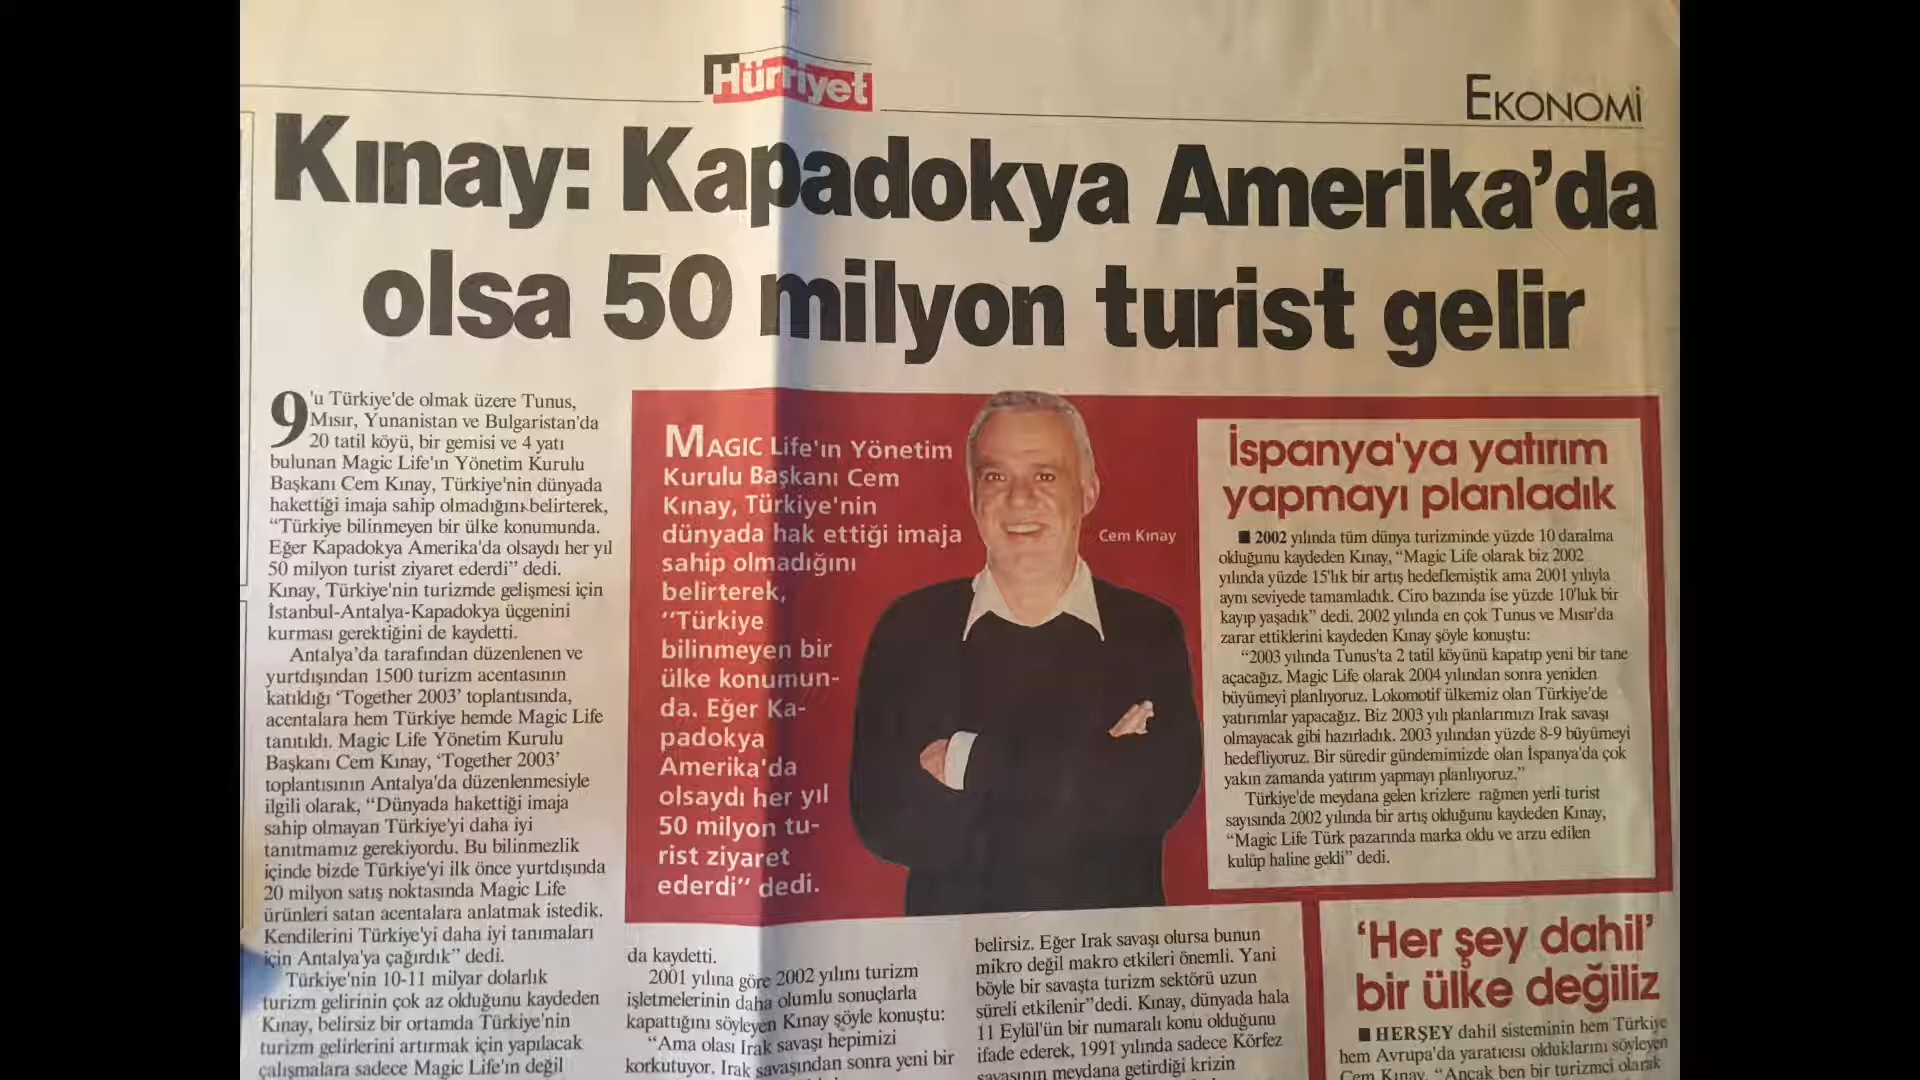 Hürriyet
EKONOMİ
Kınay: Kapadokya Amerika’da
olsa 50 milyon turist gelir
9'u Türkiye'de olmak üzere Tunus,
Mısır, Yunanistan ve Bulgaristan'da
20 tatil köyü, bir gemisi ve 4 yatı
bulunan Magic Life'ın Yönetim Kurulu
Başkanı Cem Kınay, Türkiye'nin dünyada
hakettiği imaja sahip olmadığını belirterek,
“Türkiye bilinmeyen bir ülke konumunda.
Eğer Kapadokya Amerika'da olsaydı her yıl
50 milyon turist ziyaret ederdi” dedi.
Kınay, Türkiye'nin turizmde gelişmesi için
İstanbul-Antalya-Kapadokya üçgenini
kurması gerektiğini de kaydetti.
Antalya’da tarafından düzenlenen ve
yurtdışından 1500 turizm acentasının
katıldığı ‘Together 2003’ toplantısında,
acentalara hem Türkiye hemde Magic Life
tanıtıldı. Magic Life Yönetim Kurulu
Başkanı Cem Kınay, ‘Together 2003’
toplantısının Antalya'da düzenlenmesiyle
ilgili olarak, “Dünyada hakettiği imaja
sahip olmayan Türkiye'yi daha iyi
tanıtmamız gerekiyordu. Bu bilinmezlik
içinde bizde Türkiye'yi ilk önce yurtdışında
20 milyon satış noktasında Magic Life
ürünleri satan acentalara anlatmak istedik.
Kendilerini Türkiye'yi daha iyi tanımaları
için Antalya'ya çağırdık” dedi.
Türkiye'nin 10-11 milyar dolarlık
turizm gelirinin çok az olduğunu kaydeden
Kınay, belirsiz bir ortamda Türkiye'nin
turizm gelirlerini artırmak için yapılacak
çalışmalara sadece Magic Life'ın değil
MAGIC Life'ın Yönetim
Kurulu Başkanı Cem
Kınay, Türkiye'nin
dünyada hak ettiği imaja
sahip olmadığını
belirterek,
“Türkiye
bilinmeyen bir
ülke konumun-
da. Eğer Ka-
padokya
Amerika'da
olsaydı her yıl
50 milyon tu-
rist ziyaret
ederdi” dedi.
Cem Kınay
İspanya'ya yatırım
yapmayı planladık
■ 2002 yılında tüm dünya turizminde yüzde 10 daralma
olduğunu kaydeden Kınay, “Magic Life olarak biz 2002
yılında yüzde 15'lık bir artış hedeflemiştik ama 2001 yılıyla
aynı seviyede tamamladık. Ciro bazında ise yüzde 10'luk bir
kayıp yaşadık” dedi. 2002 yılında en çok Tunus ve Mısır'da
zarar ettiklerini kaydeden Kınay şöyle konuştu:
“2003 yılında Tunus'ta 2 tatil köyünü kapatıp yeni bir tane
açacağız. Magic Life olarak 2004 yılından sonra yeniden
büyümeyi planlıyoruz. Lokomotif ülkemiz olan Türkiye'de
yatırımlar yapacağız. Biz 2003 yılı planlarımızı Irak savaşı
olmayacak gibi hazırladık. 2003 yılından yüzde 8-9 büyümeyi
hedefliyoruz. Bir süredir gündemimizde olan İspanya'da çok
yakın zamanda yatırım yapmayı planlıyoruz.”
Türkiye'de meydana gelen krizlere rağmen yerli turist
sayısında 2002 yılında bir artış olduğunu kaydeden Kınay,
“Magic Life Türk pazarında marka oldu ve arzu edilen
kulüp haline geldi” dedi.
da kaydetti.
2001 yılına göre 2002 yılını turizm
işletmelerinin daha olumlu sonuçlarla
kapattığını söyleyen Kınay şöyle konuştu:
“Ama olası Irak savaşı hepimizi
korkutuyor. Irak savaşından sonra yeni bir
belirsiz. Eğer Irak savaşı olursa bunun
mikro değil makro etkileri önemli. Yani
böyle bir savaşta turizm sektörü uzun
süreli etkilenir”dedi. Kınay, dünyada hala
11 Eylül'ün bir numaralı konu olduğunu
ifade ederek, 1991 yılında sadece Körfez
savaşının meydana getirdiği krizin
‘Her şey dahil’
bir ülke değiliz
■ HERŞEY dahil sisteminin hem Türkiye
hem Avrupa'da yaratıcısı olduklarını söyleyen
Cem Kınay, “Ancak ben bir turizmci olarak